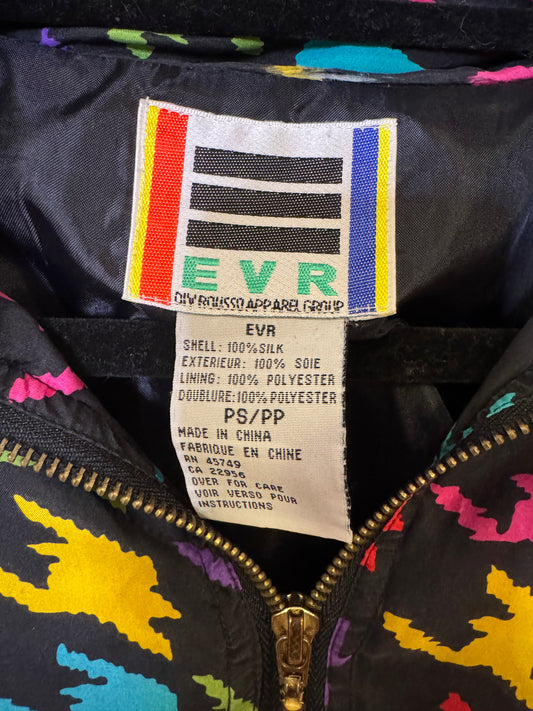 EVR
DIV ROUSSO APPAREL GROUP
EVR
SHELL: 100% SILK
EXTERIEUR: 100% SOIE
LINING: 100% POLYESTER
DOUBLURE: 100% POLYESTER
PS/PP
MADE IN CHINA
FABRIQUE EN CHINE
RN 45749
CA 22956
OVER FOR CARE
VOIR VERSO POUR
INSTRUCTIONS